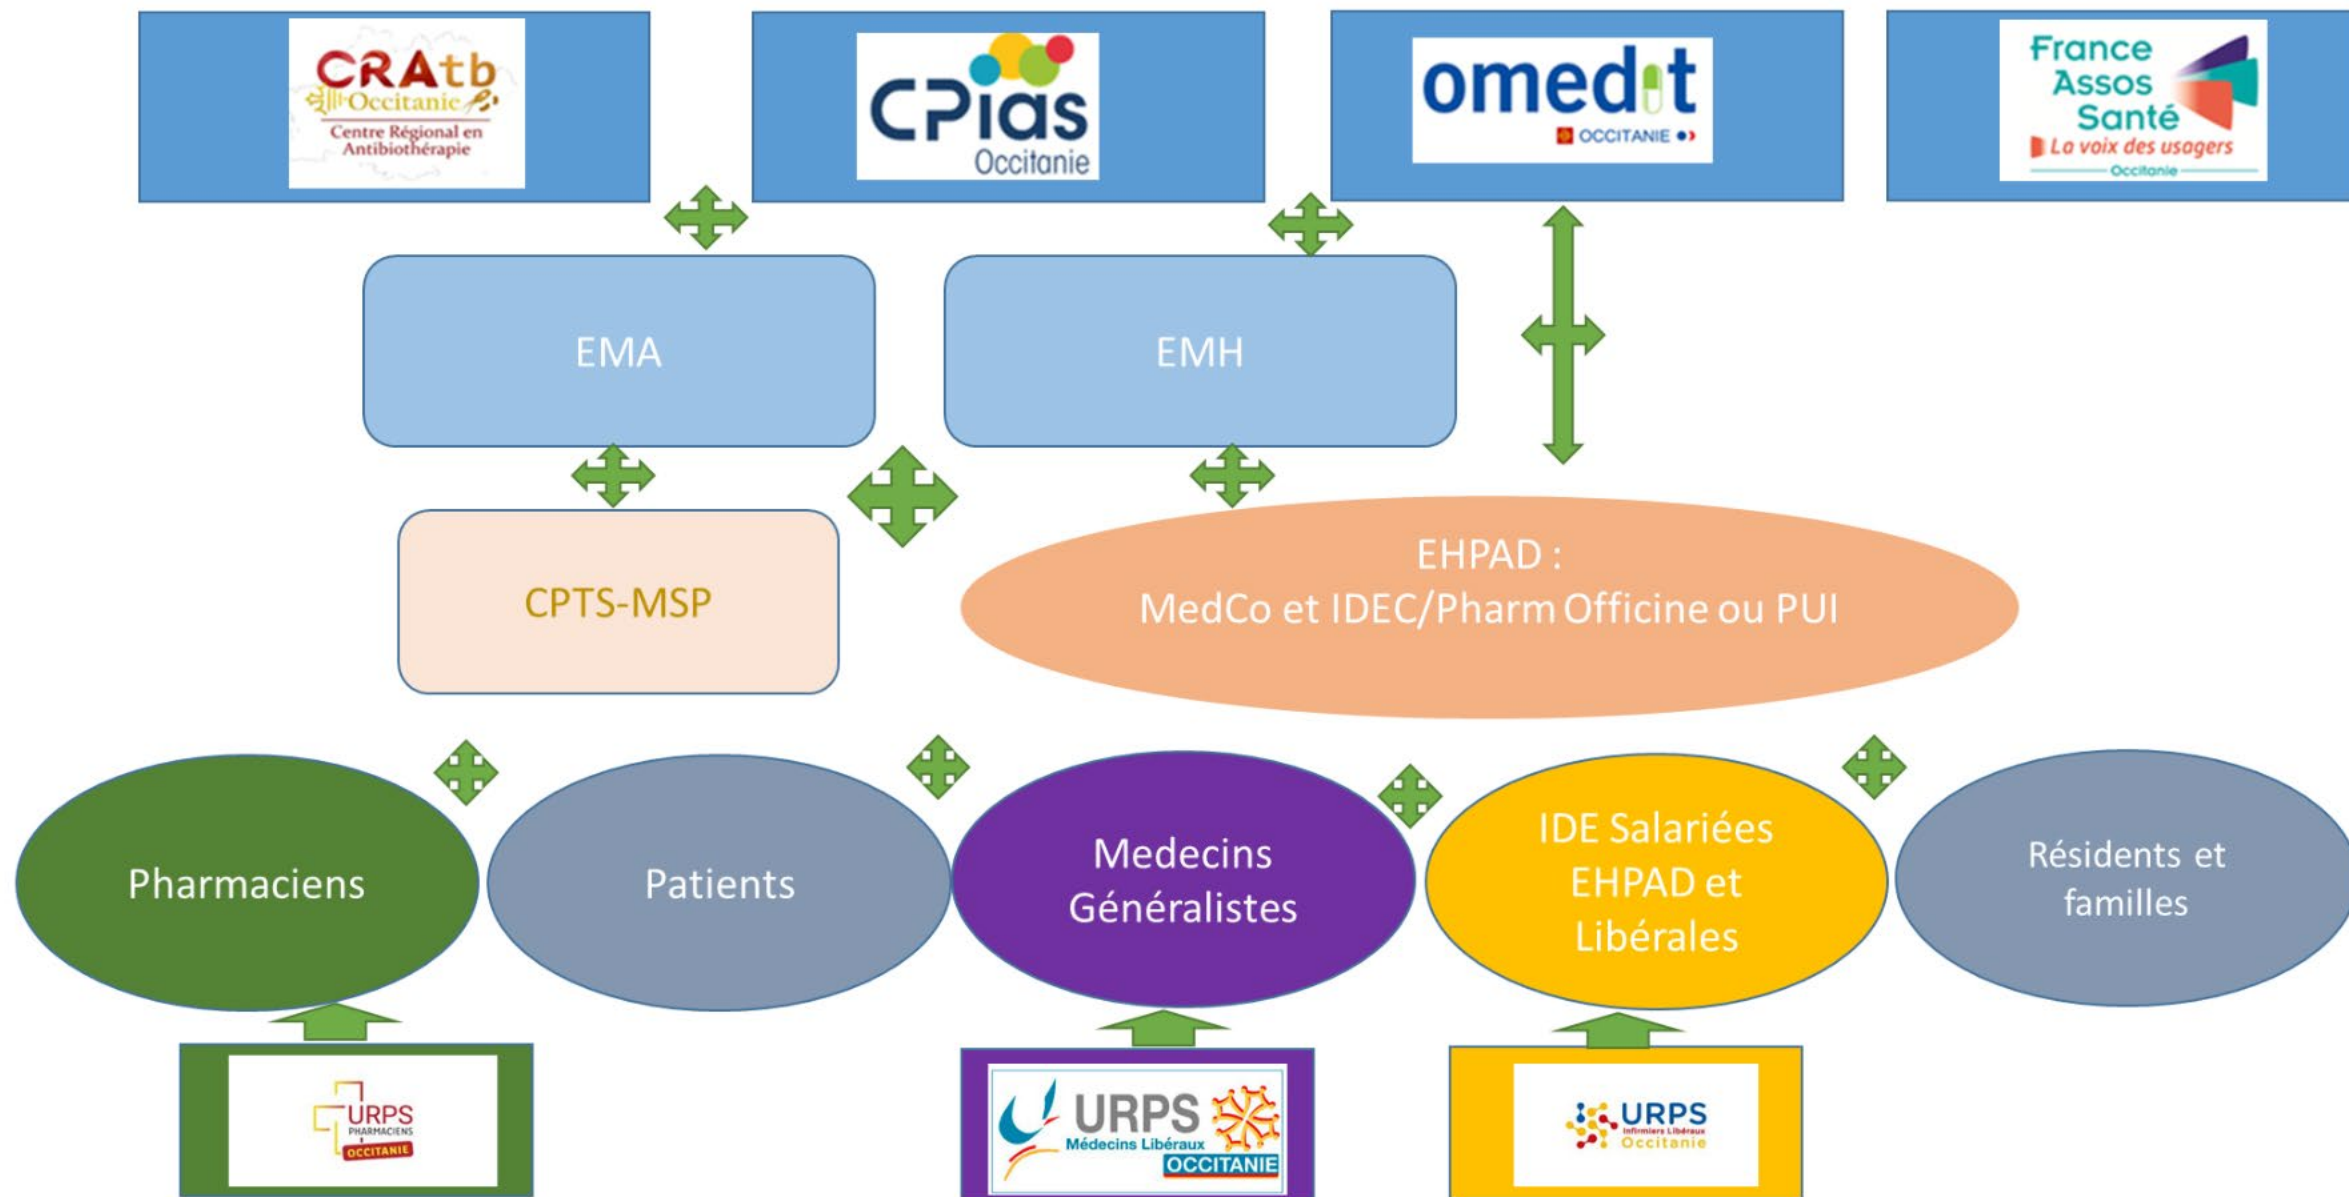 CRAtb
Occitanie
Centre Régional en
Antibiothérapie
CPias
Occitanie
omedit
OCCITANIE
France
Assos
Santé
La voix des usagers
Occitanie
EMA
EMH
CPTS-MSP
EHPAD :
MedCo et IDEC/Pharm Officine ou PUI
Pharmaciens
Patients
Medecins
Généralistes
IDE Salariées
EHPAD et
Libérales
Résidents et
familles
URPS
PHARMACIENS
OCCITANIE
URPS
Médecins Libéraux
OCCITANIE
URPS
Infirmiers Libéraux
Occitanie